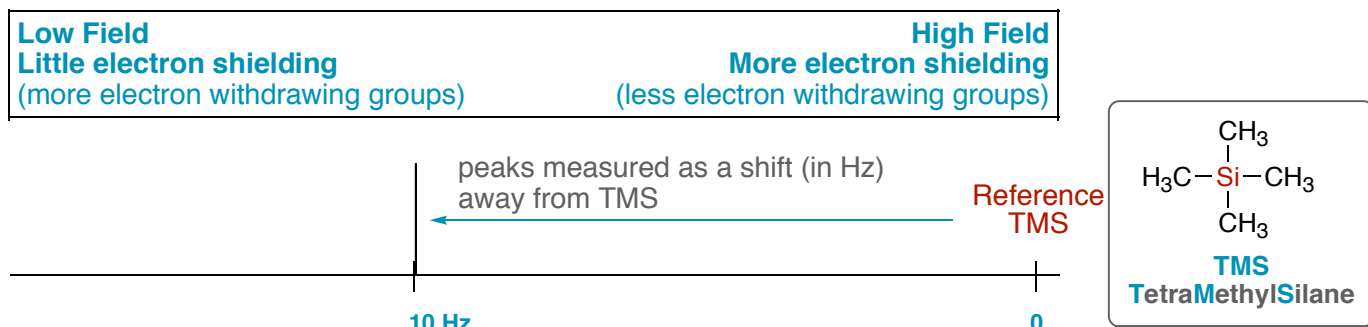 Low Field
High Field
Little electron shielding
More electron shielding
(more electron withdrawing groups)
(less electron withdrawing groups)
peaks measured as a shift (in Hz)
away from TMS
Reference
TMS
CH₃
H₃C–Si–CH₃
CH₃
TMS
TetraMethylSilane
10 Hz
0